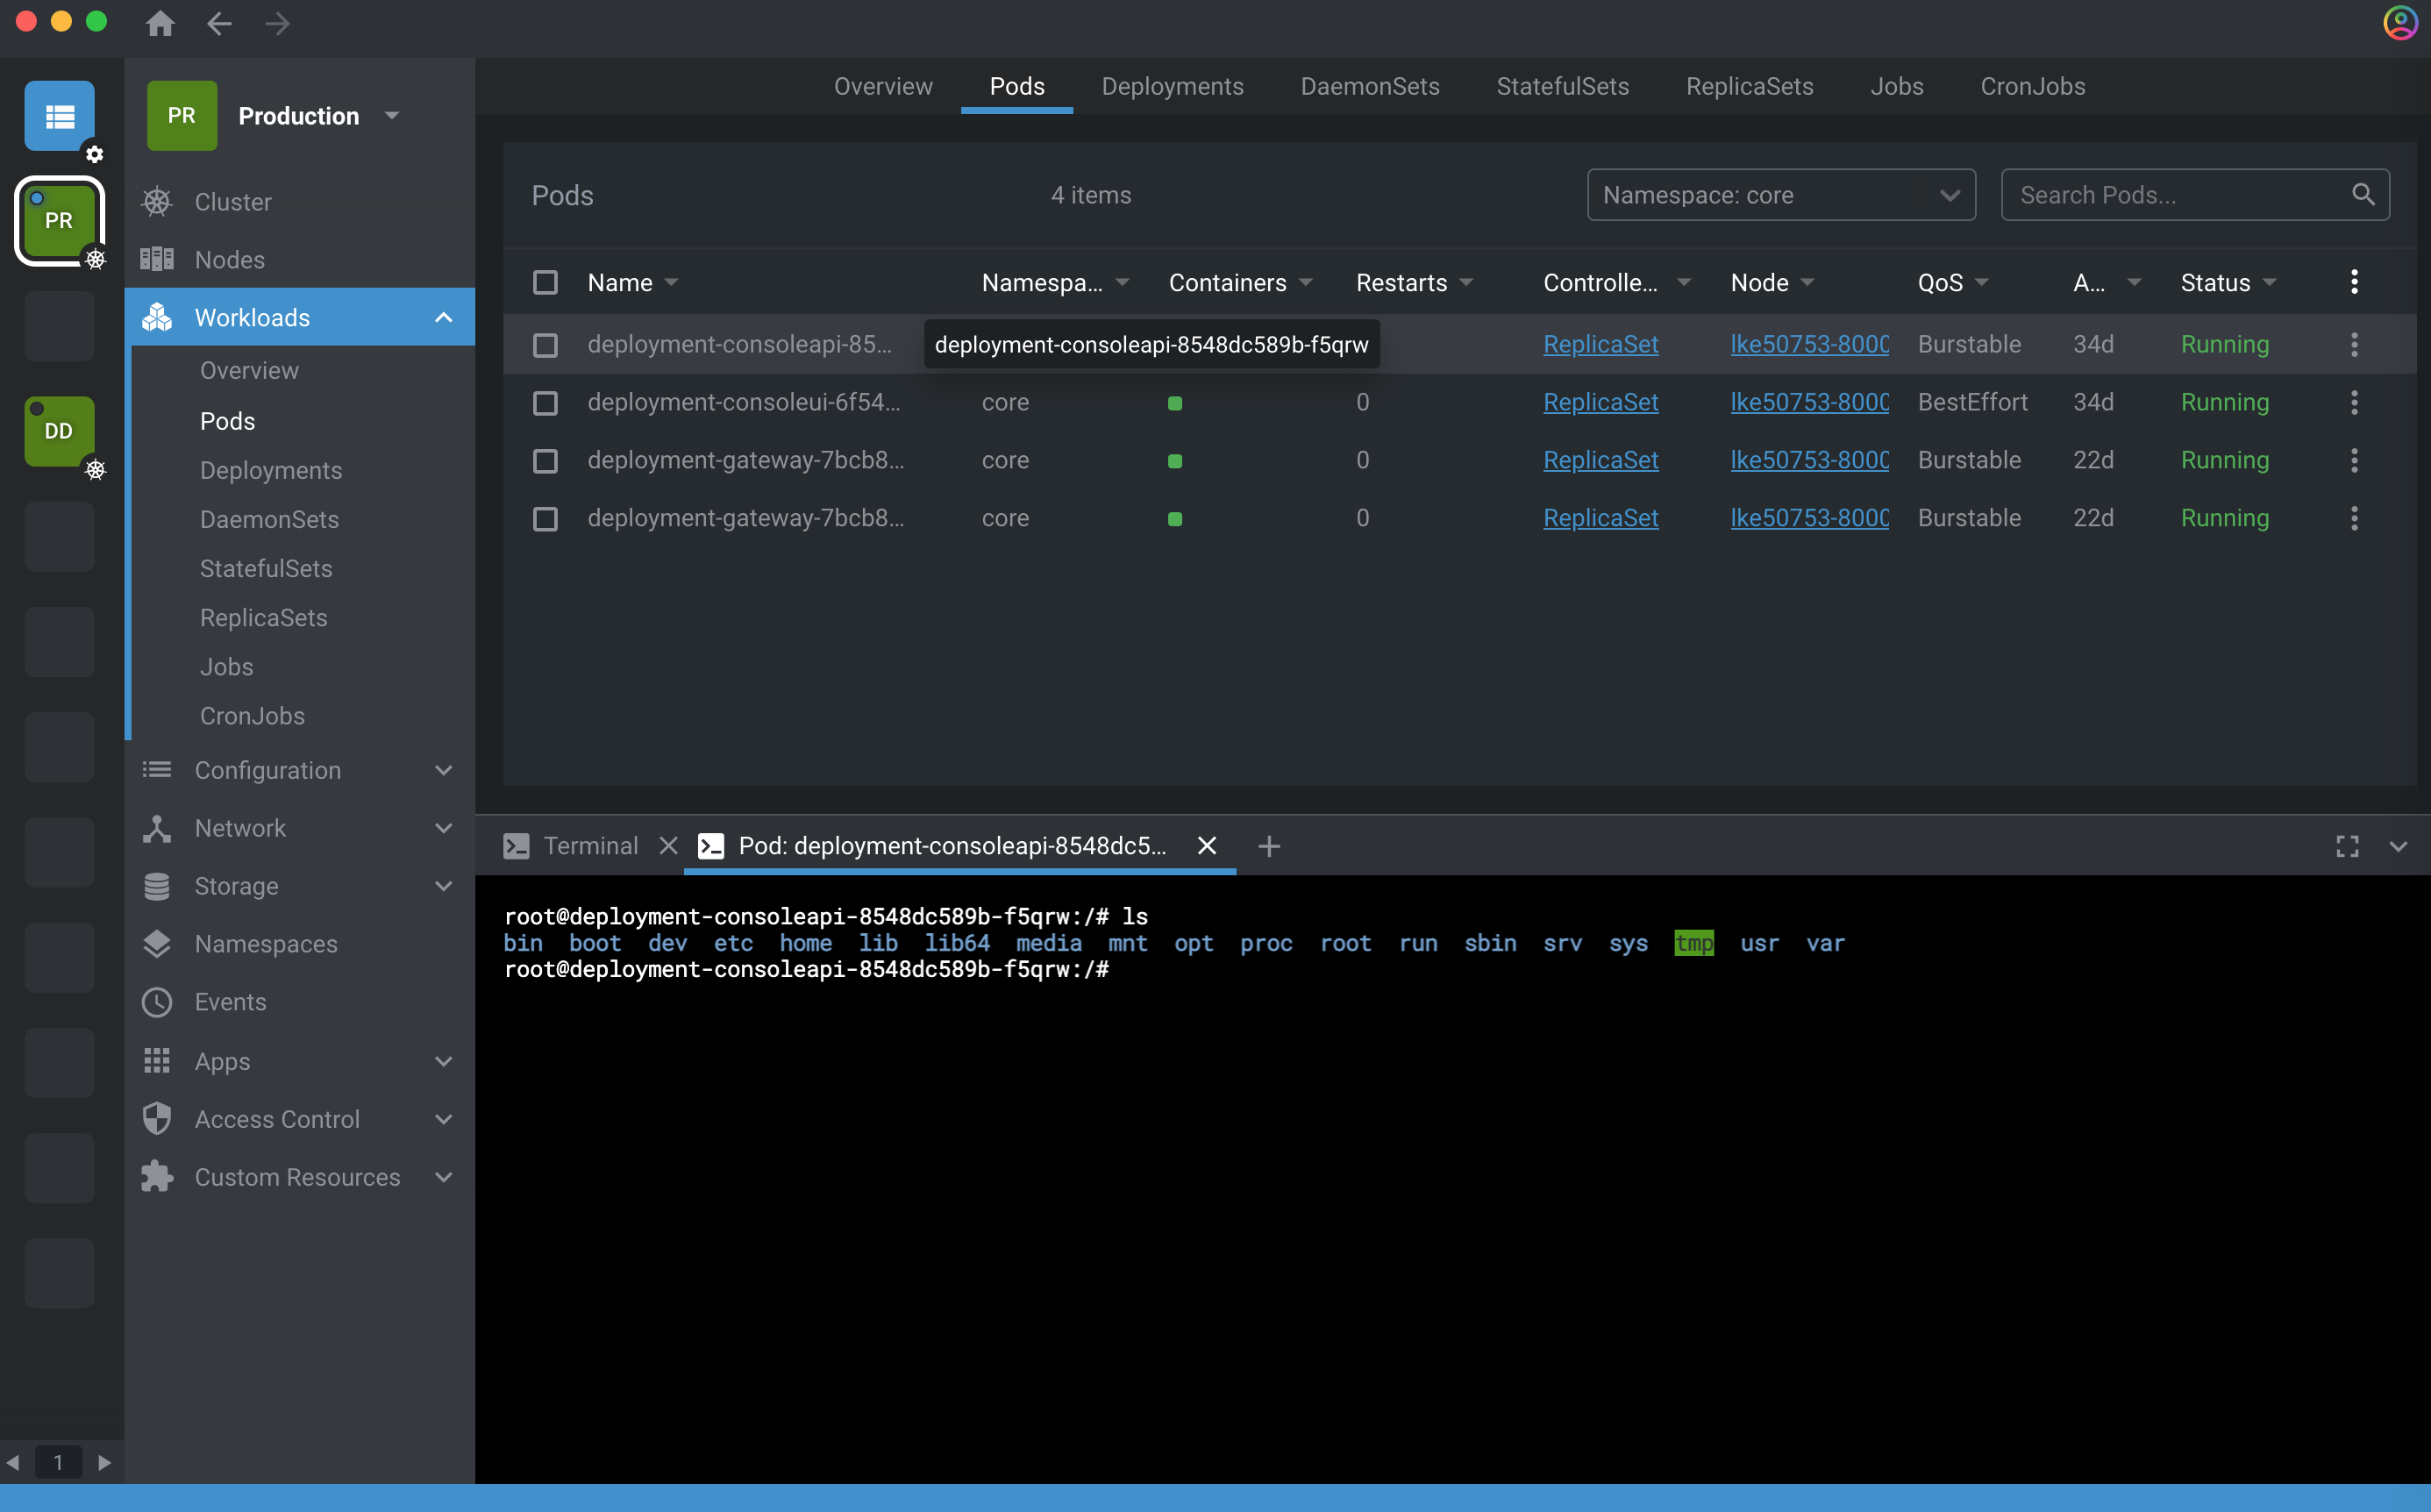 PR
DD
1
PR Production
Cluster
Nodes
Workloads
Overview
Pods
Deployments
DaemonSets
StatefulSets
ReplicaSets
Jobs
CronJobs
Configuration
Network
Storage
Namespaces
Events
Apps
Access Control
Custom Resources
Overview Pods Deployments DaemonSets StatefulSets ReplicaSets Jobs CronJobs
Pods 4 items Namespace: core Search Pods...
Name Namespa... Containers Restarts Controlle... Node QoS A... Status
deployment-consoleapi-85... deployment-consoleapi-8548dc589b-f5qrw ReplicaSet lke50753-8000 Burstable 34d Running
deployment-consoleui-6f54... core 0 ReplicaSet lke50753-8000 BestEffort 34d Running
deployment-gateway-7bcb8... core 0 ReplicaSet lke50753-8000 Burstable 22d Running
deployment-gateway-7bcb8... core 0 ReplicaSet lke50753-8000 Burstable 22d Running
Terminal Pod: deployment-consoleapi-8548dc5...
root@deployment-consoleapi-8548dc589b-f5qrw:/# ls
bin boot dev etc home lib lib64 media mnt opt proc root run sbin srv sys tmp usr var
root@deployment-consoleapi-8548dc589b-f5qrw:/#